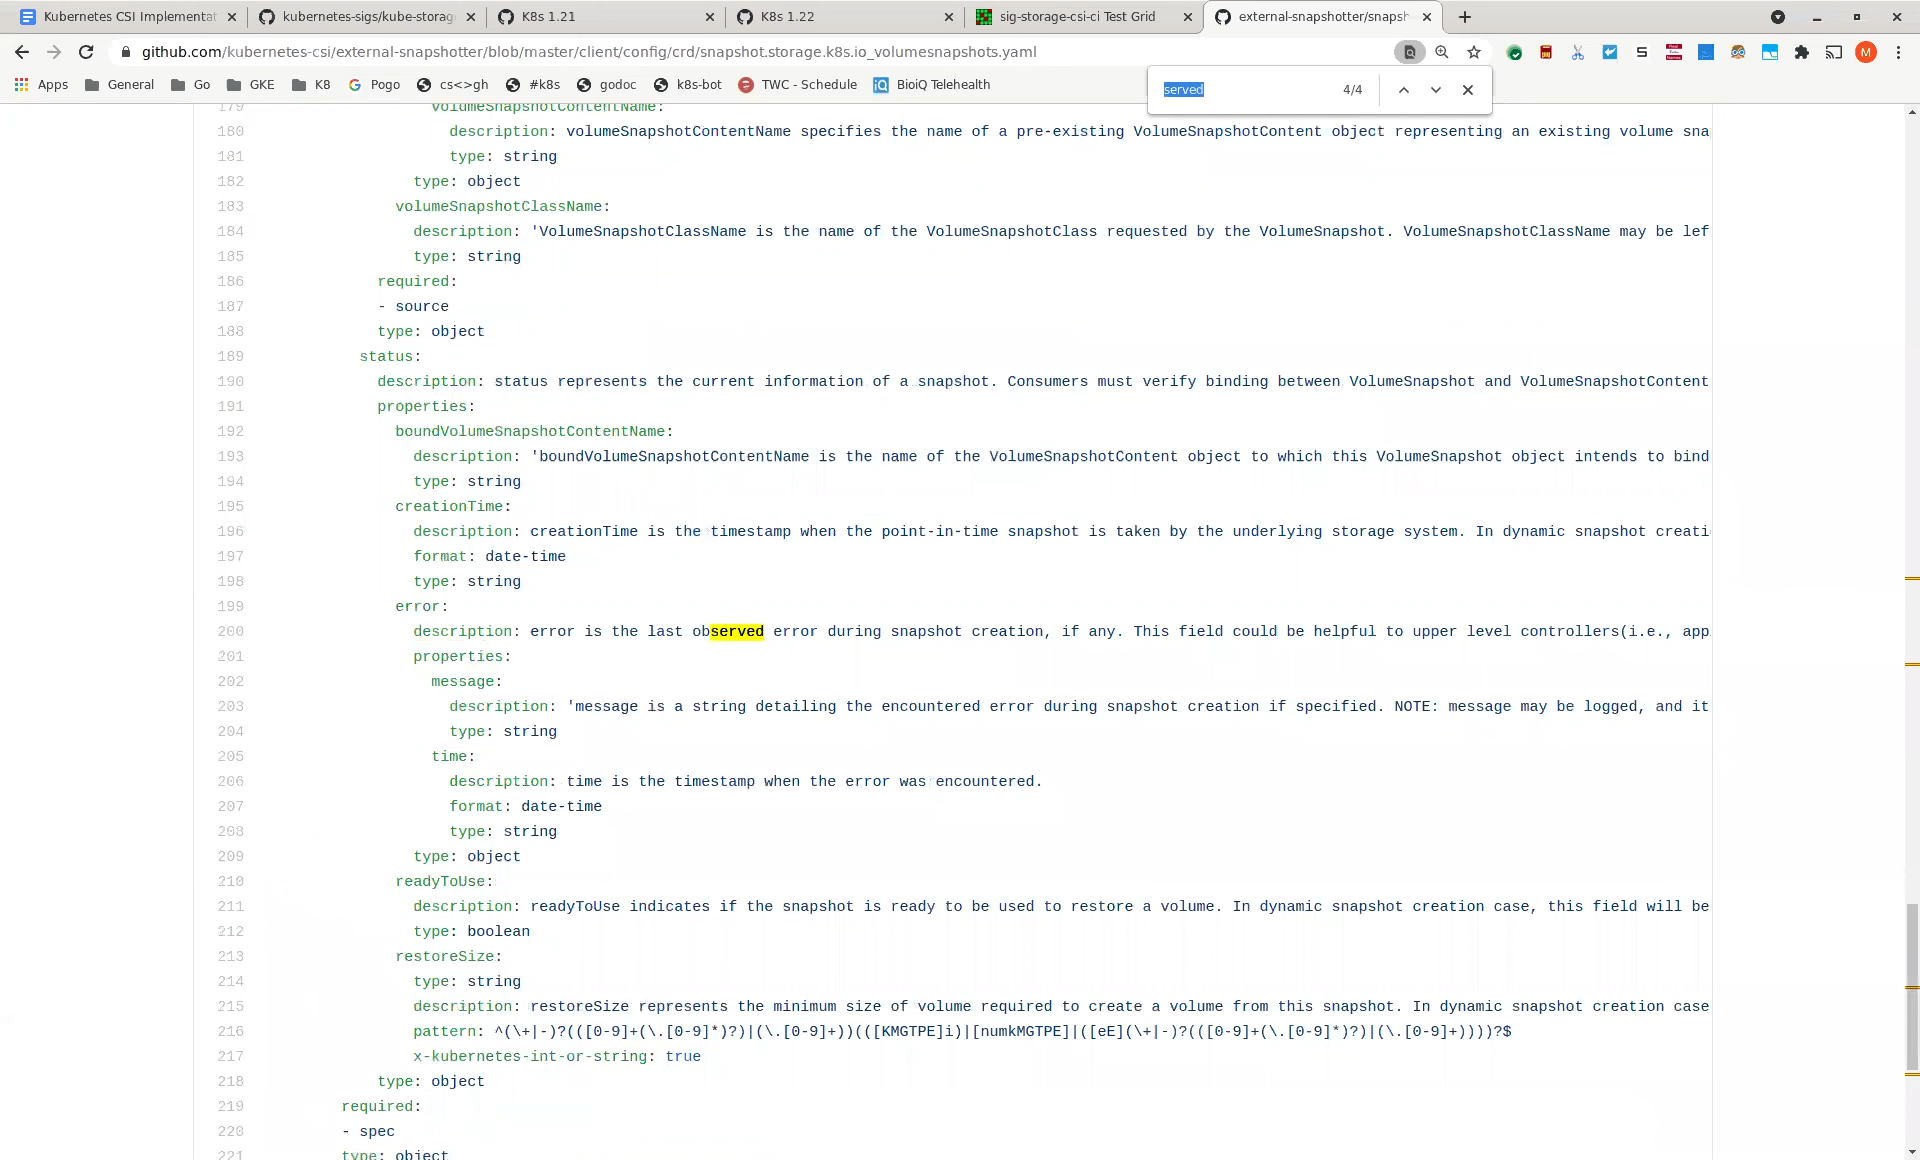 Kubernetes CSI Implementat
kubernetes-sigs/kube-storag
K8s 1.21
K8s 1.22
sig-storage-csi-ci Test Grid
external-snapshotter/snapsh
github.com/kubernetes-csi/external-snapshotter/blob/master/client/config/crd/snapshot.storage.k8s.io_volumesnapshots.yaml
M
Apps
General
Go
GKE
K8
Pogo
cs<>gh
#k8s
godoc
k8s-bot
TWC - Schedule
iQ BioiQ Telehealth
served 4/4
179 volumeSnapshotContentName:
180 description: volumeSnapshotContentName specifies the name of a pre-existing VolumeSnapshotContent object representing an existing volume sna
181 type: string
182 type: object
183 volumeSnapshotClassName:
184 description: 'VolumeSnapshotClassName is the name of the VolumeSnapshotClass requested by the VolumeSnapshot. VolumeSnapshotClassName may be lef
185 type: string
186 required:
187 - source
188 type: object
189 status:
190 description: status represents the current information of a snapshot. Consumers must verify binding between VolumeSnapshot and VolumeSnapshotContent
191 properties:
192 boundVolumeSnapshotContentName:
193 description: 'boundVolumeSnapshotContentName is the name of the VolumeSnapshotContent object to which this VolumeSnapshot object intends to bind
194 type: string
195 creationTime:
196 description: creationTime is the timestamp when the point-in-time snapshot is taken by the underlying storage system. In dynamic snapshot creati
197 format: date-time
198 type: string
199 error:
200 description: error is the last observed error during snapshot creation, if any. This field could be helpful to upper level controllers(i.e., app
201 properties:
202 message:
203 description: 'message is a string detailing the encountered error during snapshot creation if specified. NOTE: message may be logged, and it
204 type: string
205 time:
206 description: time is the timestamp when the error was encountered.
207 format: date-time
208 type: string
209 type: object
210 readyToUse:
211 description: readyToUse indicates if the snapshot is ready to be used to restore a volume. In dynamic snapshot creation case, this field will be
212 type: boolean
213 restoreSize:
214 type: string
215 description: restoreSize represents the minimum size of volume required to create a volume from this snapshot. In dynamic snapshot creation case
216 pattern: ^(\+|-)?(([0-9]+(\.[0-9]*)?)|(\.[0-9]+))(([KMGTPE]i)|[numkMGTPE]|([eE](\+|-)?(([0-9]+(\.[0-9]*)?)|(\.[0-9]+))))?$
217 x-kubernetes-int-or-string: true
218 type: object
219 required:
220 - spec
221 type: object